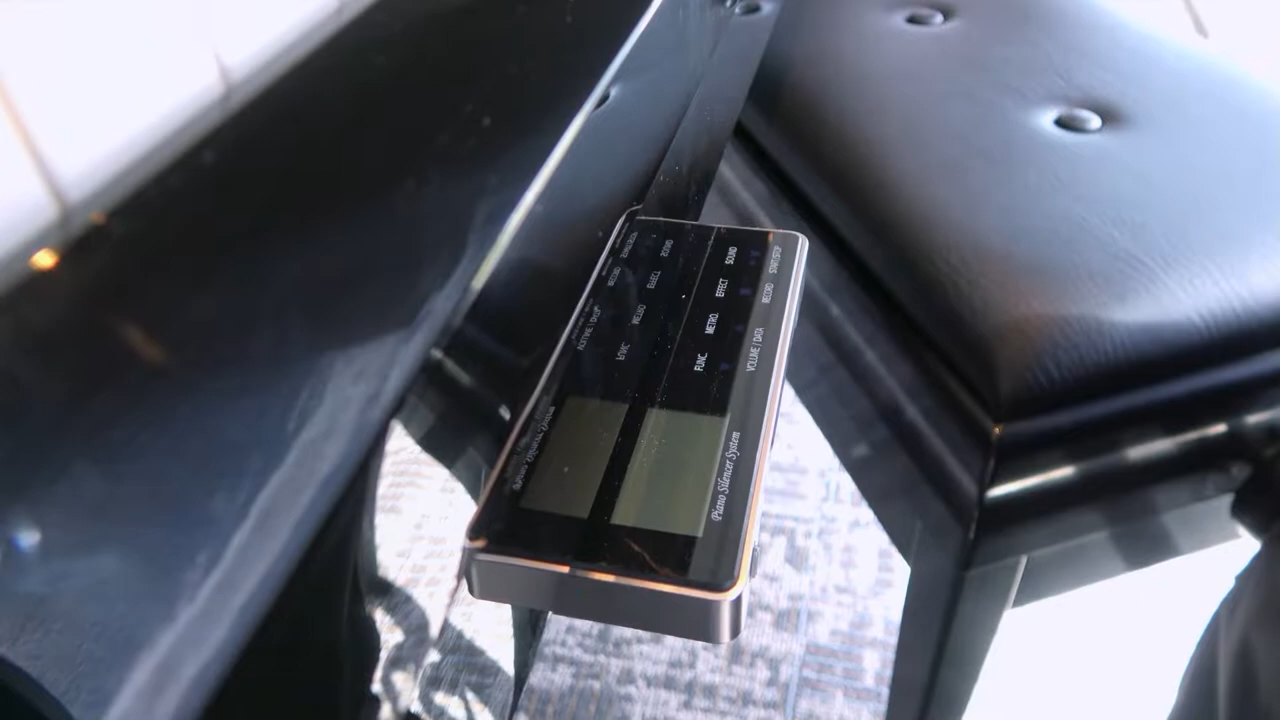 Piano Silencer System
FUNC. METRO. EFFECT SOUND
VOLUME / DATA RECORD START/STOP